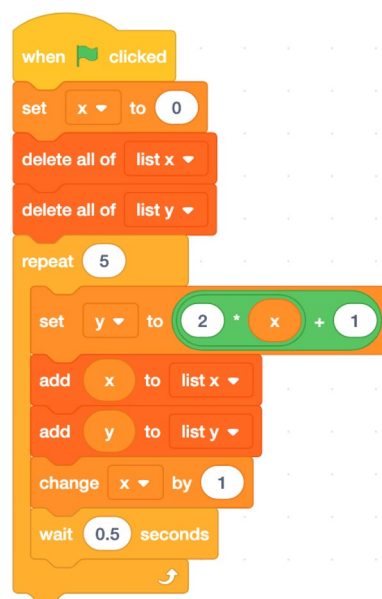 when clicked
set x to 0
delete all of list x
delete all of list y
repeat 5
set y to 2 * x + 1
add x to list x
add y to list y
change x by 1
wait 0.5 seconds